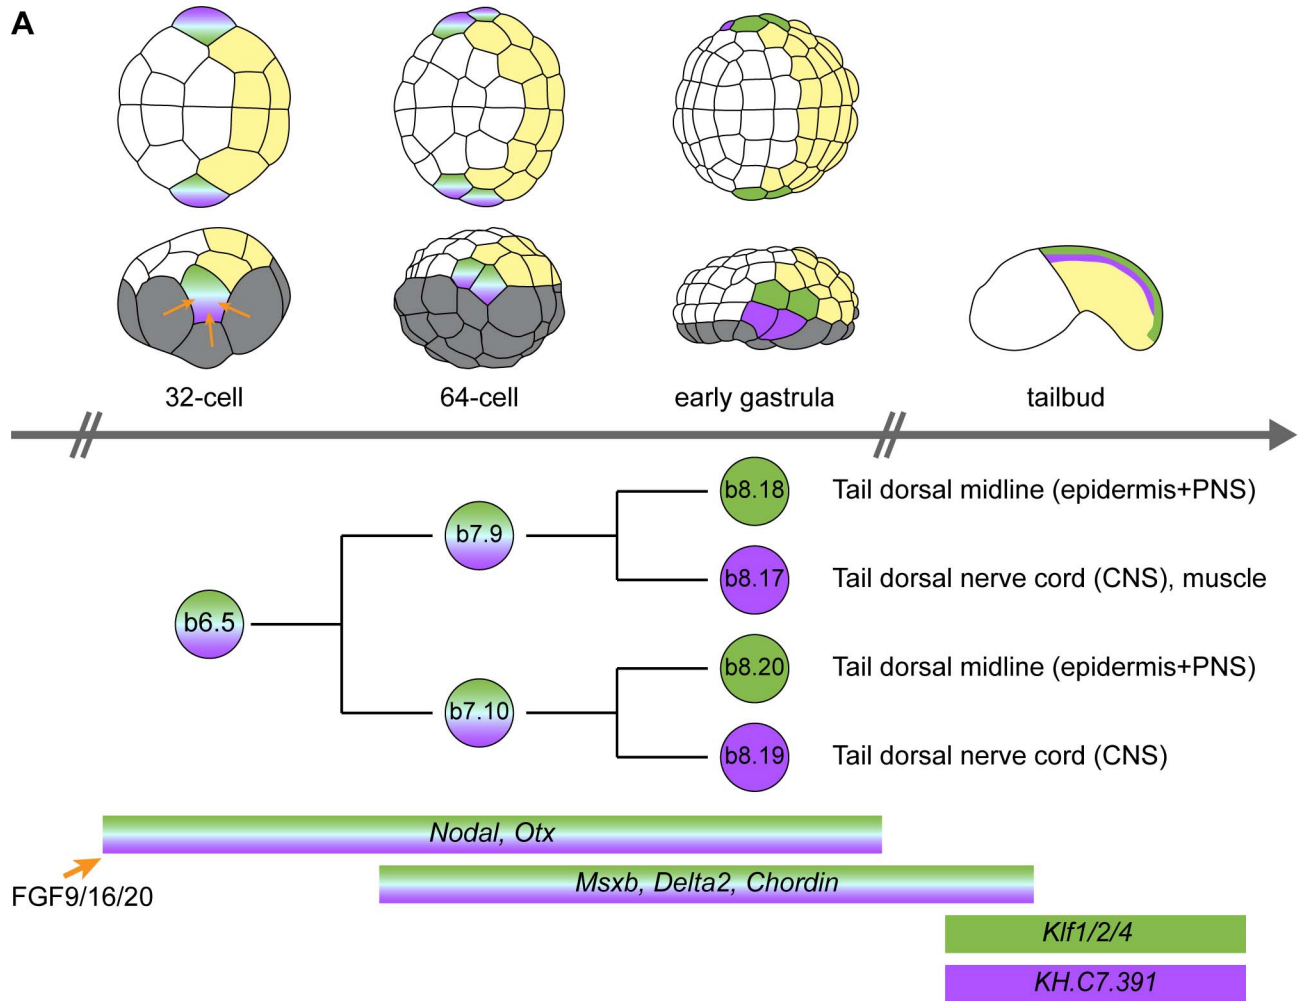 A
32-cell
64-cell
early gastrula
tailbud
b8.18
Tail dorsal midline (epidermis+PNS)
b7.9
b8.17
Tail dorsal nerve cord (CNS), muscle
b6.5
b8.20
Tail dorsal midline (epidermis+PNS)
b7.10
b8.19
Tail dorsal nerve cord (CNS)
Nodal, Otx
FGF9/16/20
Msxb, Delta2, Chordin
Klf1/2/4
KH.C7.391